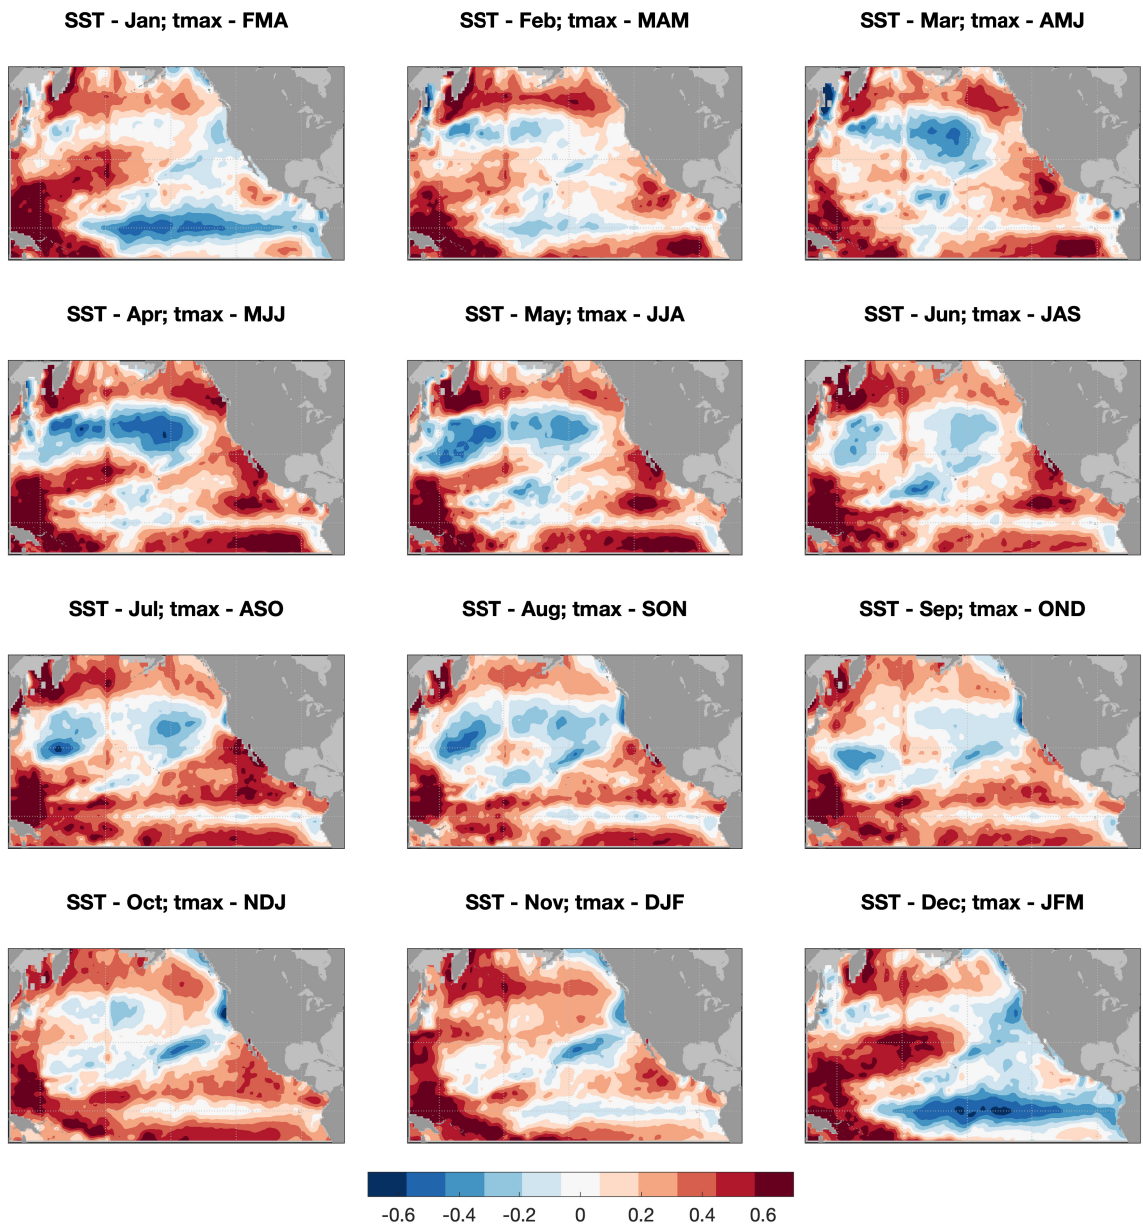 SST - Jan; tmax - FMA
SST - Feb; tmax - MAM
SST - Mar; tmax - AMJ
SST - Apr; tmax - MJJ
SST - May; tmax - JJA
SST - Jun; tmax - JAS
SST - Jul; tmax - ASO
SST - Aug; tmax - SON
SST - Sep; tmax - OND
SST - Oct; tmax - NDJ
SST - Nov; tmax - DJF
SST - Dec; tmax - JFM
-0.6 -0.4 -0.2 0 0.2 0.4 0.6